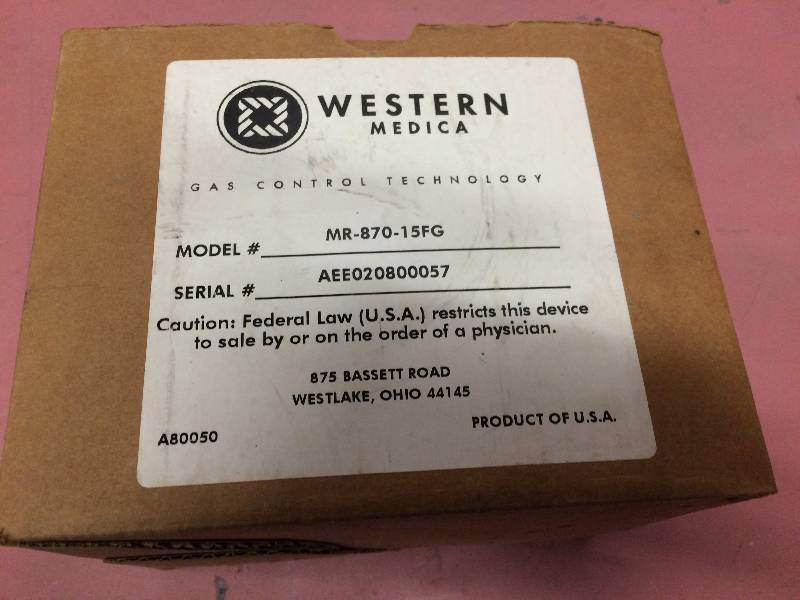 WESTERN
MEDICA
GAS CONTROL TECHNOLOGY
MODEL # MR-870-15FG
SERIAL # AEE020800057
Caution: Federal Law (U.S.A.) restricts this device
to sale by or on the order of a physician.
875 BASSETT ROAD
WESTLAKE, OHIO 44145
PRODUCT OF U.S.A.
A80050